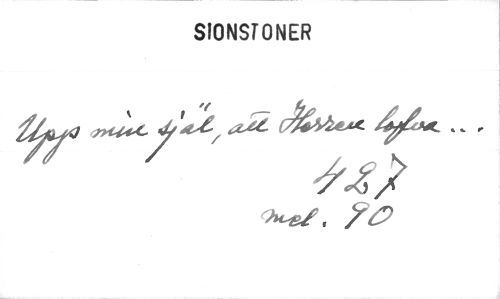 SIONSTONER
Upp min själ, att Herren lofva...
427
mel. 90